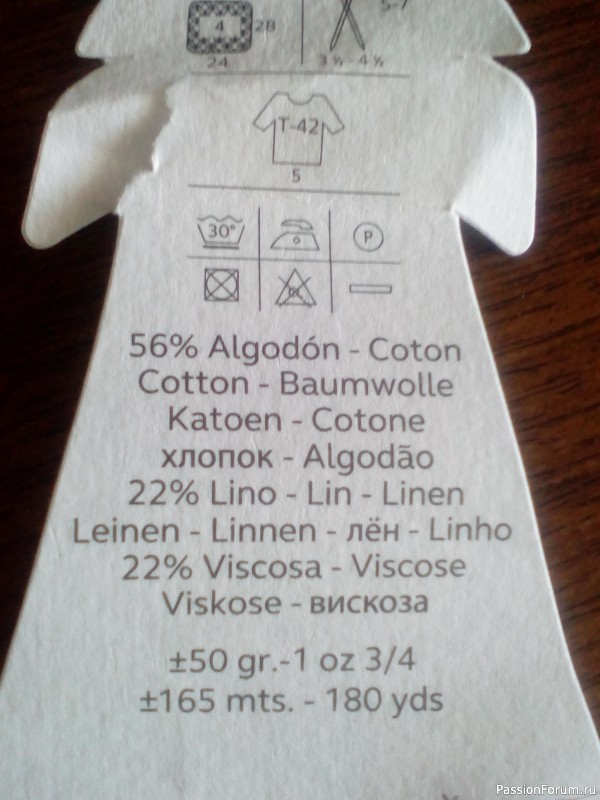 5-7
4 28
24
3 ½ - 4 ½
T-42
5
30°
P
56% Algodón - Coton
Cotton - Baumwolle
Katoen - Cotone
хлопок - Algodão
22% Lino - Lin - Linen
Leinen - Linnen - лён - Linho
22% Viscosa - Viscose
Viskose - вискоза
±50 gr.-1 oz 3/4
±165 mts. - 180 yds
PassionForum.ru